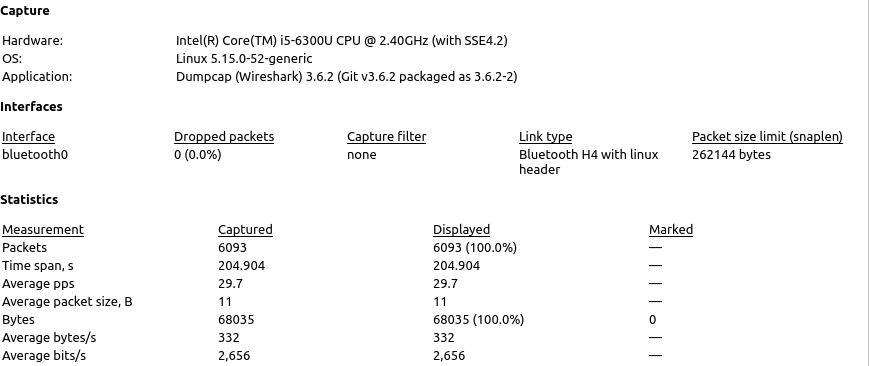 Capture
Hardware: Intel(R) Core(TM) i5-6300U CPU @ 2.40GHz (with SSE4.2)
OS: Linux 5.15.0-52-generic
Application: Dumpcap (Wireshark) 3.6.2 (Git v3.6.2 packaged as 3.6.2-2)
Interfaces
Interface Dropped packets Capture filter Link type Packet size limit (snaplen)
bluetooth0 0 (0.0%) none Bluetooth H4 with linux 262144 bytes
header
Statistics
Measurement Captured Displayed Marked
Packets 6093 6093 (100.0%) —
Time span, s 204.904 204.904 —
Average pps 29.7 29.7 —
Average packet size, B 11 11 —
Bytes 68035 68035 (100.0%) 0
Average bytes/s 332 332 —
Average bits/s 2,656 2,656 —